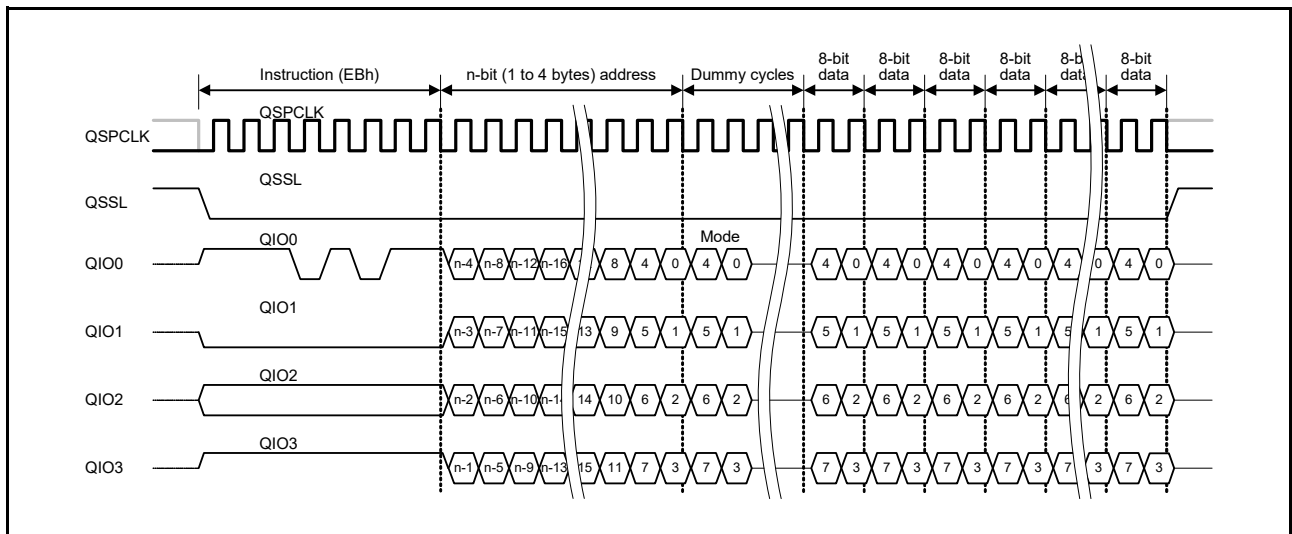 8-bit data 8-bit data 8-bit data 8-bit data 8-bit data 8-bit data
Instruction (EBh) n-bit (1 to 4 bytes) address Dummy cycles
QSPCLK
QSPCLK
QSSL
QSSL
QIO0 Mode
QIO0 n-4 n-8 n-12 n-16 8 4 0 4 0 4 0 4 0 4 0 4 0 4 0 4 0
QIO1
QIO1 n-3 n-7 n-11 n-15 13 9 5 1 5 1 5 1 5 1 5 1 5 1 5 1 5 1
QIO2
QIO2 n-2 n-6 n-10 n-14 14 10 6 2 6 2 6 2 6 2 6 2 6 2 6 2 6 2
QIO3
QIO3 n-1 n-5 n-9 n-13 15 11 7 3 7 3 7 3 7 3 7 3 7 3 7 3 7 3